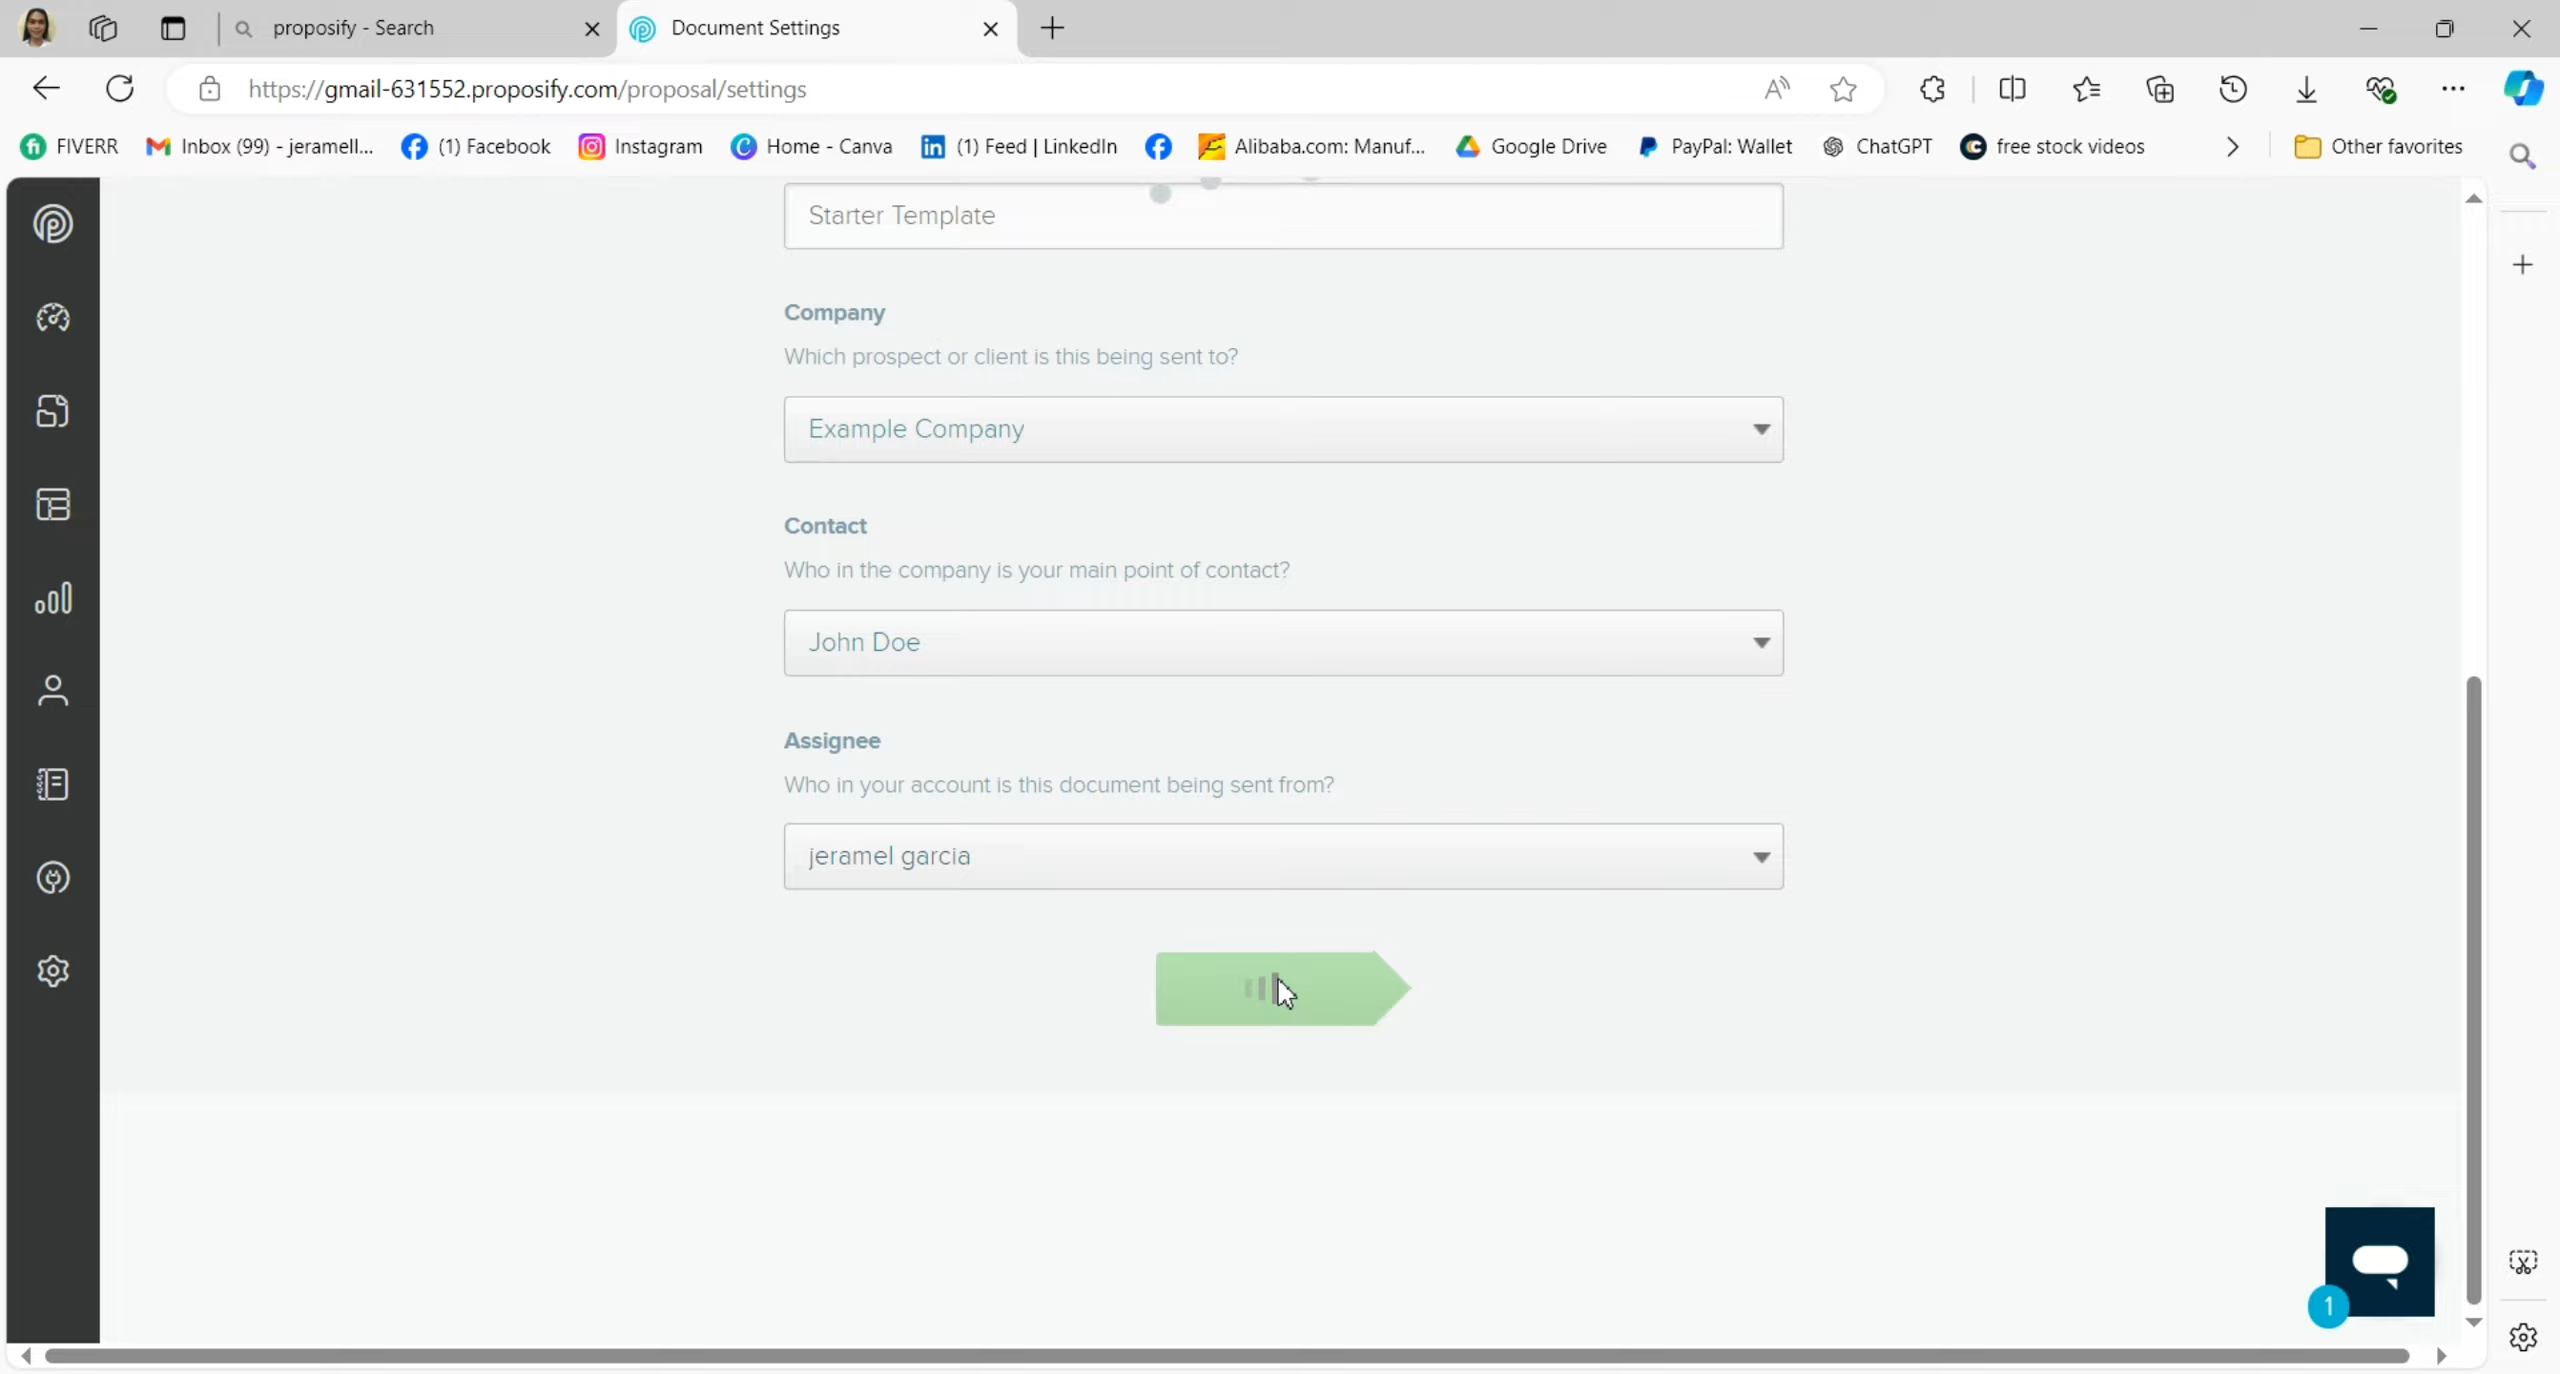 proposify - Search
Document Settings
https://gmail-631552.proposify.com/proposal/settings
FIVERR
Inbox (99) - jeramell...
(1) Facebook
Instagram
Home - Canva
(1) Feed | LinkedIn
Alibaba.com: Manuf...
Google Drive
PayPal: Wallet
ChatGPT
free stock videos
Other favorites
Starter Template
Company
Which prospect or client is this being sent to?
Example Company
Contact
Who in the company is your main point of contact?
John Doe
Assignee
Who in your account is this document being sent from?
jeramel garcia
1